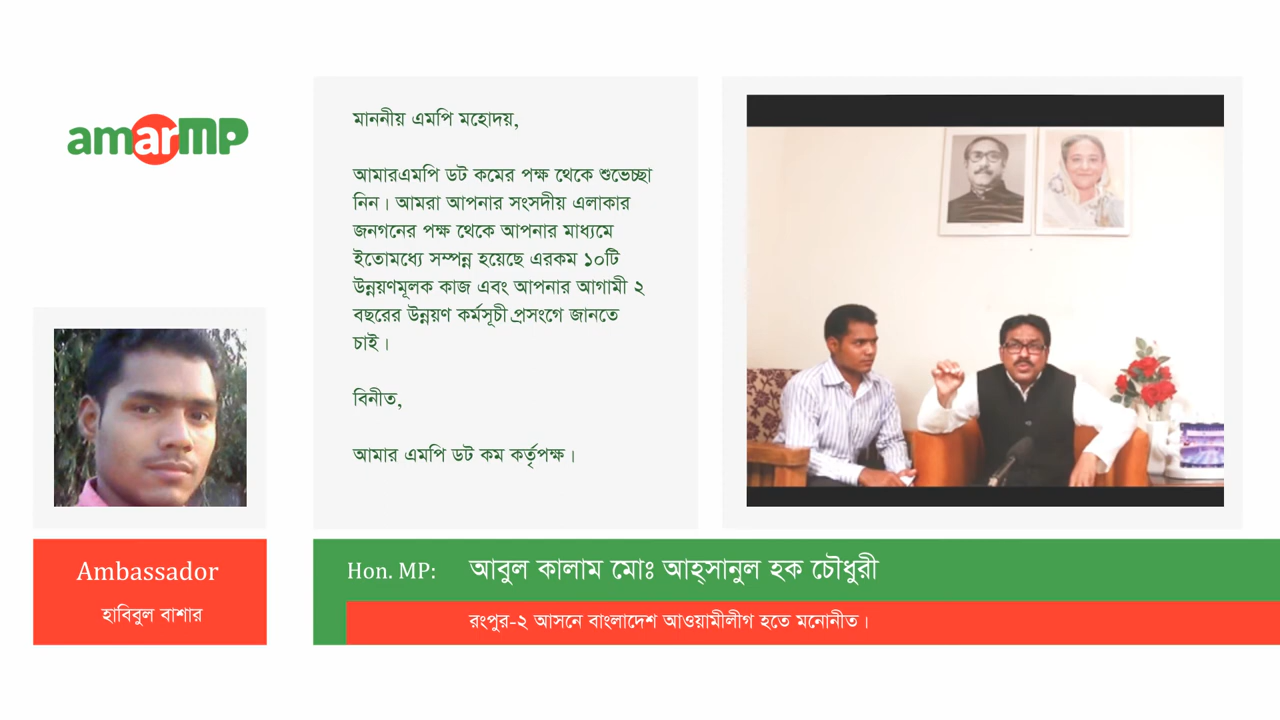 amarMP
মাননীয় এমপি মহোদয়,
আমারএমপি ডট কমের পক্ষ থেকে শুভেচ্ছা
নিন। আমরা আপনার সংসদীয় এলাকার
জনগনের পক্ষ থেকে আপনার মাধ্যমে
ইতোমধ্যে সম্পন্ন হয়েছে এরকম ১০টি
উন্নয়ণমূলক কাজ এবং আপনার আগামী ২
বছরের উন্নয়ণ কর্মসূচী প্রসংগে জানতে
চাই।
বিনীত,
আমার এমপি ডট কম কর্তৃপক্ষ।
Ambassador
হাবিবুল বাশার
Hon. MP: আবুল কালাম মোঃ আহ্‌সানুল হক চৌধুরী
রংপুর-২ আসনে বাংলাদেশ আওয়ামীলীগ হতে মনোনীত।